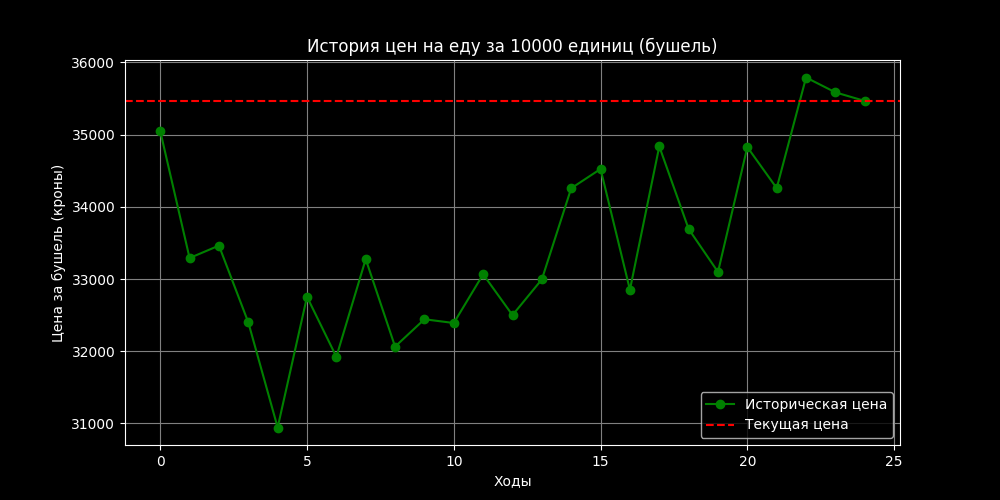 История цен на еду за 10000 единиц (бушель)
36000
35000
34000
33000
32000
31000
Цена за бушель (кроны)
0
5
10
15
20
25
Ходы
Историческая цена
Текущая цена